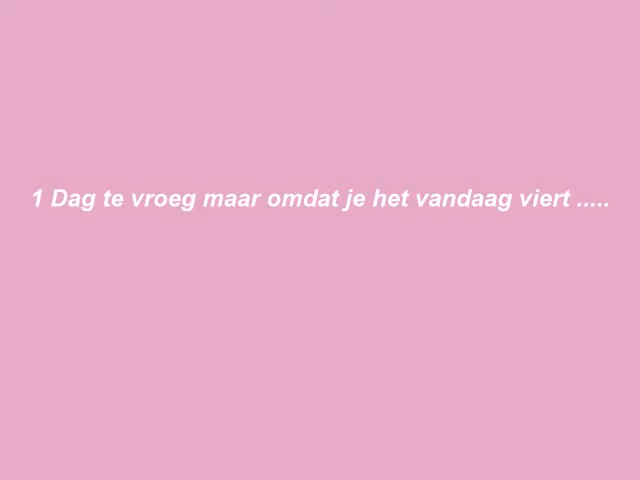 1 Dag te vroeg maar omdat je het vandaag viert .....